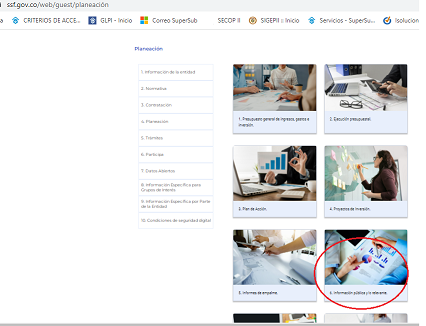 ssf.gov.co/web/guest/planeación
CRITERIOS DE ACCE...
GLPI - Inicio
Correo SuperSub
SECOP II
SIGEPII :: Inicio
Servicios - SuperSu...
Isolucion
Planeación
1. Información de la entidad
2. Normativa
3. Contratación
4. Planeación
5. Trámites
6. Participa
7. Datos Abiertos
8. Información Específica para
Grupos de Interés
9. Información Específica por Parte
de la Entidad
10. Condiciones de seguridad digital
1. Presupuesto general de ingresos, gastos e
inversión.
2. Ejecución presupuestal.
3. Plan de Acción.
4. Proyectos de Inversión.
5. Informes de empalme.
6. Información pública y/o relevante.